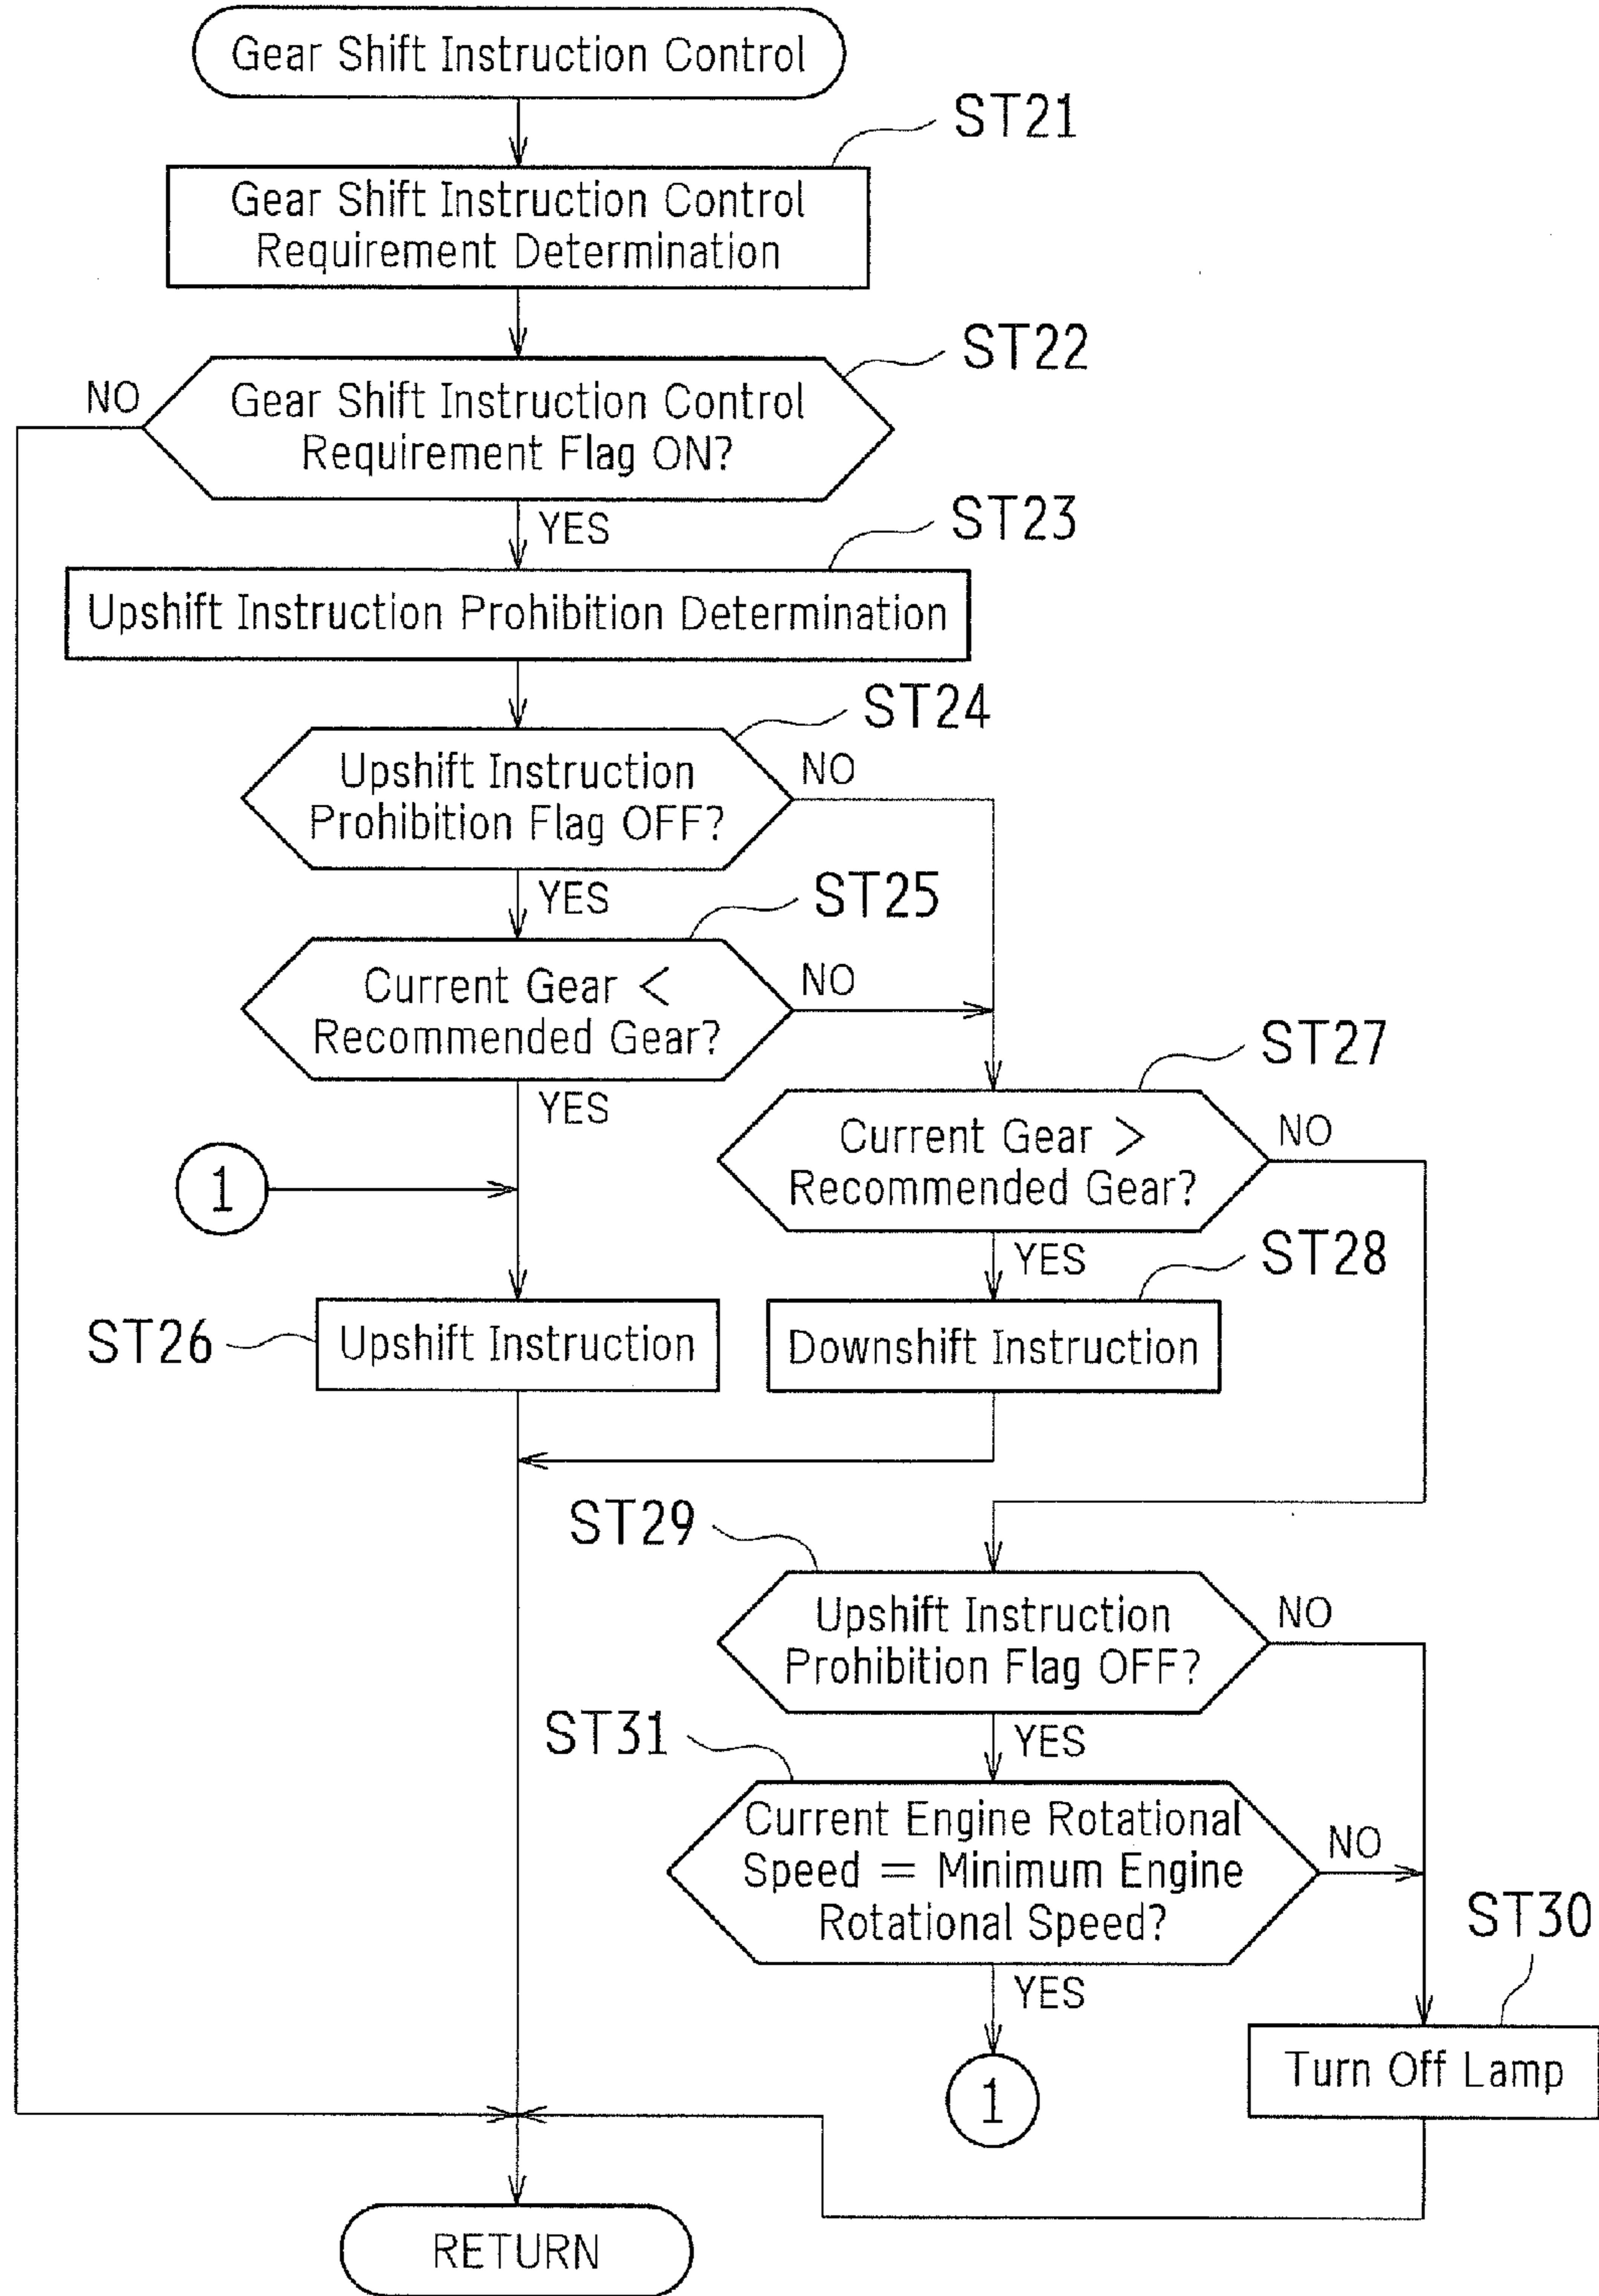 Gear Shift Instruction Control
ST21
Gear Shift Instruction Control
Requirement Determination
ST22
NO
Gear Shift Instruction Control
Requirement Flag ON?
YES
ST23
Upshift Instruction Prohibition Determination
ST24
Upshift Instruction
Prohibition Flag OFF?
NO
YES
ST25
Current Gear <
Recommended Gear?
NO
YES
ST27
Current Gear >
Recommended Gear?
NO
1
YES
ST28
ST26
Upshift Instruction
Downshift Instruction
ST29
Upshift Instruction
Prohibition Flag OFF?
NO
YES
ST31
Current Engine Rotational
Speed = Minimum Engine
Rotational Speed?
NO
ST30
YES
Turn Off Lamp
1
RETURN